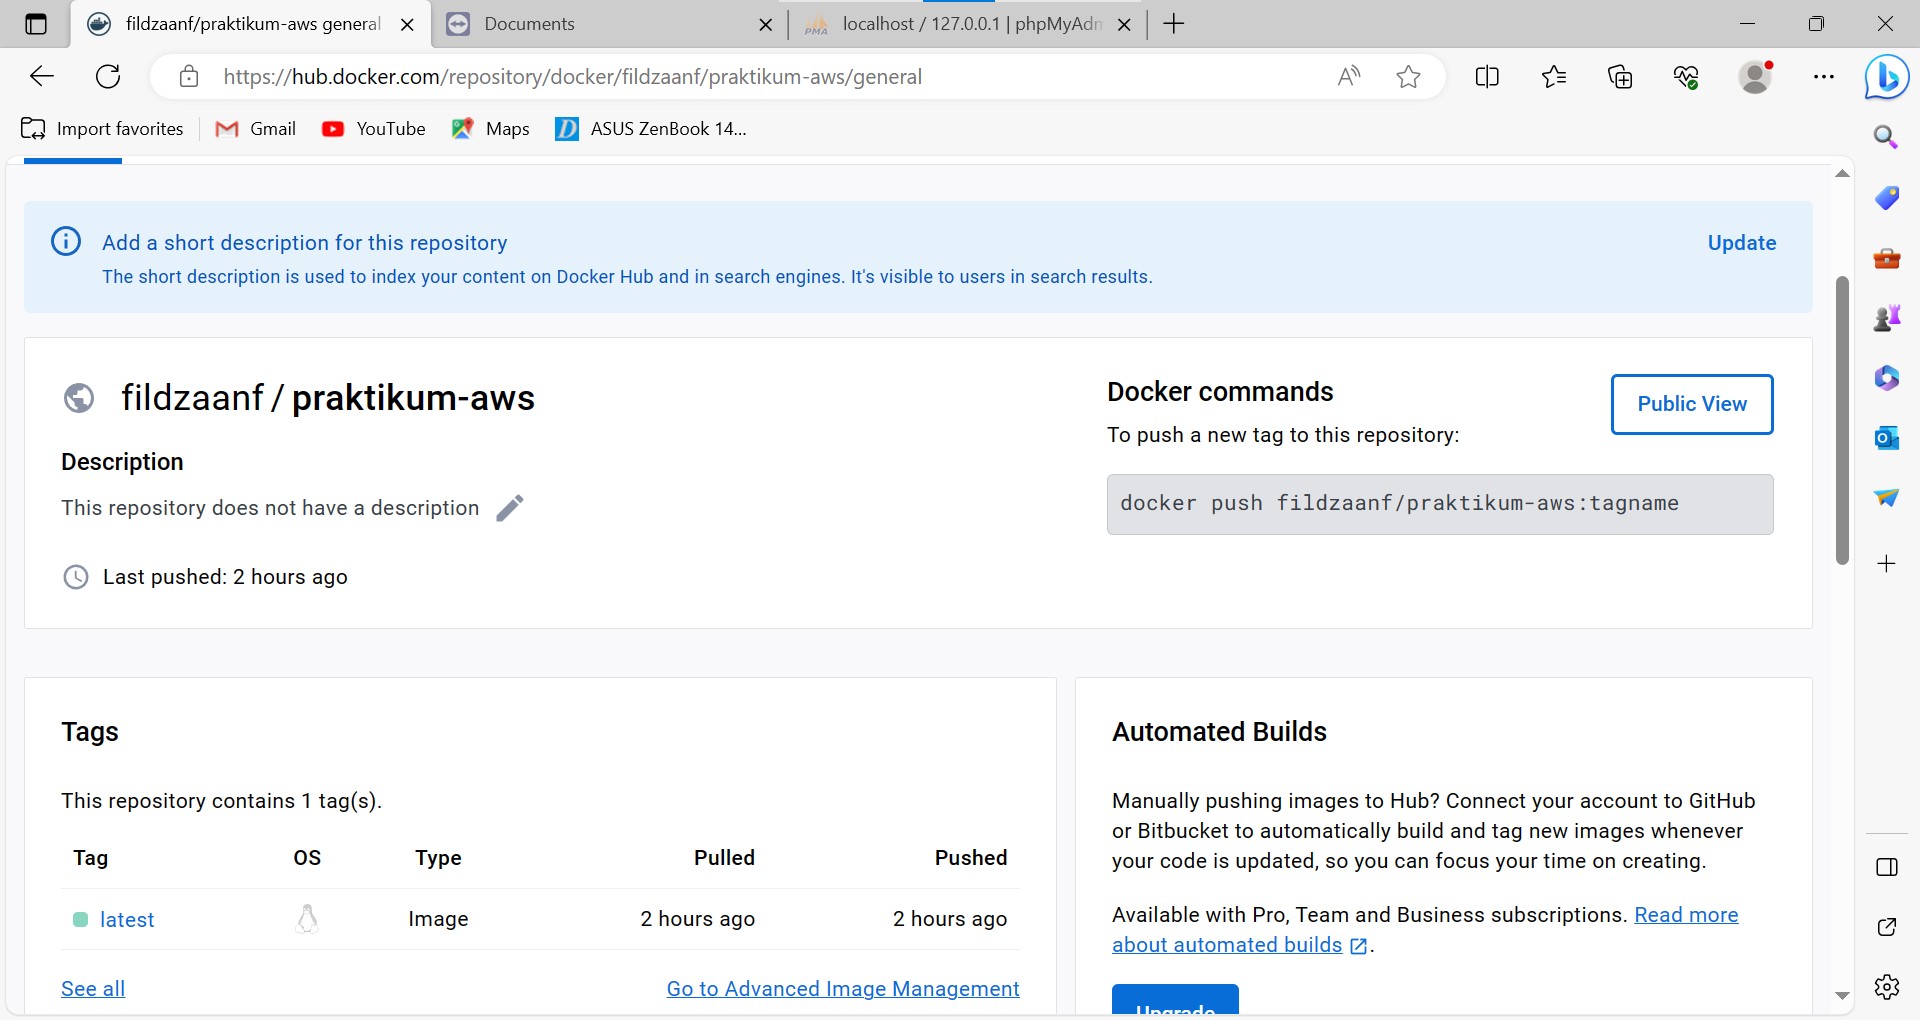 fildzaanf/praktikum-aws general
Documents
localhost / 127.0.0.1 | phpMyAdm
https://hub.docker.com/repository/docker/fildzaanf/praktikum-aws/general
Import favorites
Gmail
YouTube
Maps
ASUS ZenBook 14...
Add a short description for this repository
Update
The short description is used to index your content on Docker Hub and in search engines. It's visible to users in search results.
fildzaanf / praktikum-aws
Description
This repository does not have a description
Last pushed: 2 hours ago
Docker commands
Public View
To push a new tag to this repository:
docker push fildzaanf/praktikum-aws:tagname
Tags
This repository contains 1 tag(s).
Tag OS Type Pulled Pushed
latest Image 2 hours ago 2 hours ago
See all
Go to Advanced Image Management
Automated Builds
Manually pushing images to Hub? Connect your account to GitHub
or Bitbucket to automatically build and tag new images whenever
your code is updated, so you can focus your time on creating.
Available with Pro, Team and Business subscriptions. Read more
about automated builds.
Upgrade